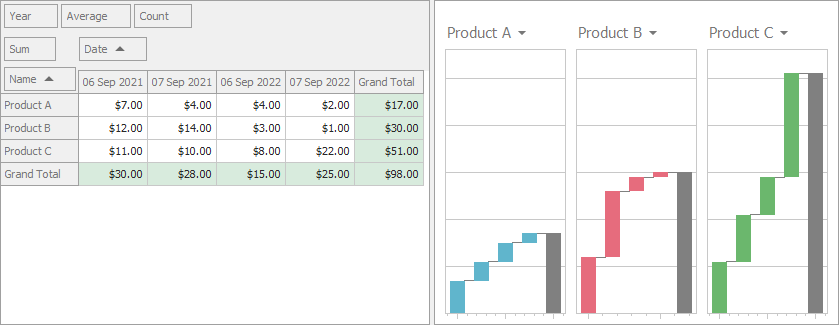 Year Average Count
Sum Date
Name 06 Sep 2021 07 Sep 2021 06 Sep 2022 07 Sep 2022 Grand Total
Product A $7.00 $4.00 $4.00 $2.00 $17.00
Product B $12.00 $14.00 $3.00 $1.00 $30.00
Product C $11.00 $10.00 $8.00 $22.00 $51.00
Grand Total $30.00 $28.00 $15.00 $25.00 $98.00
Product A Product B Product C